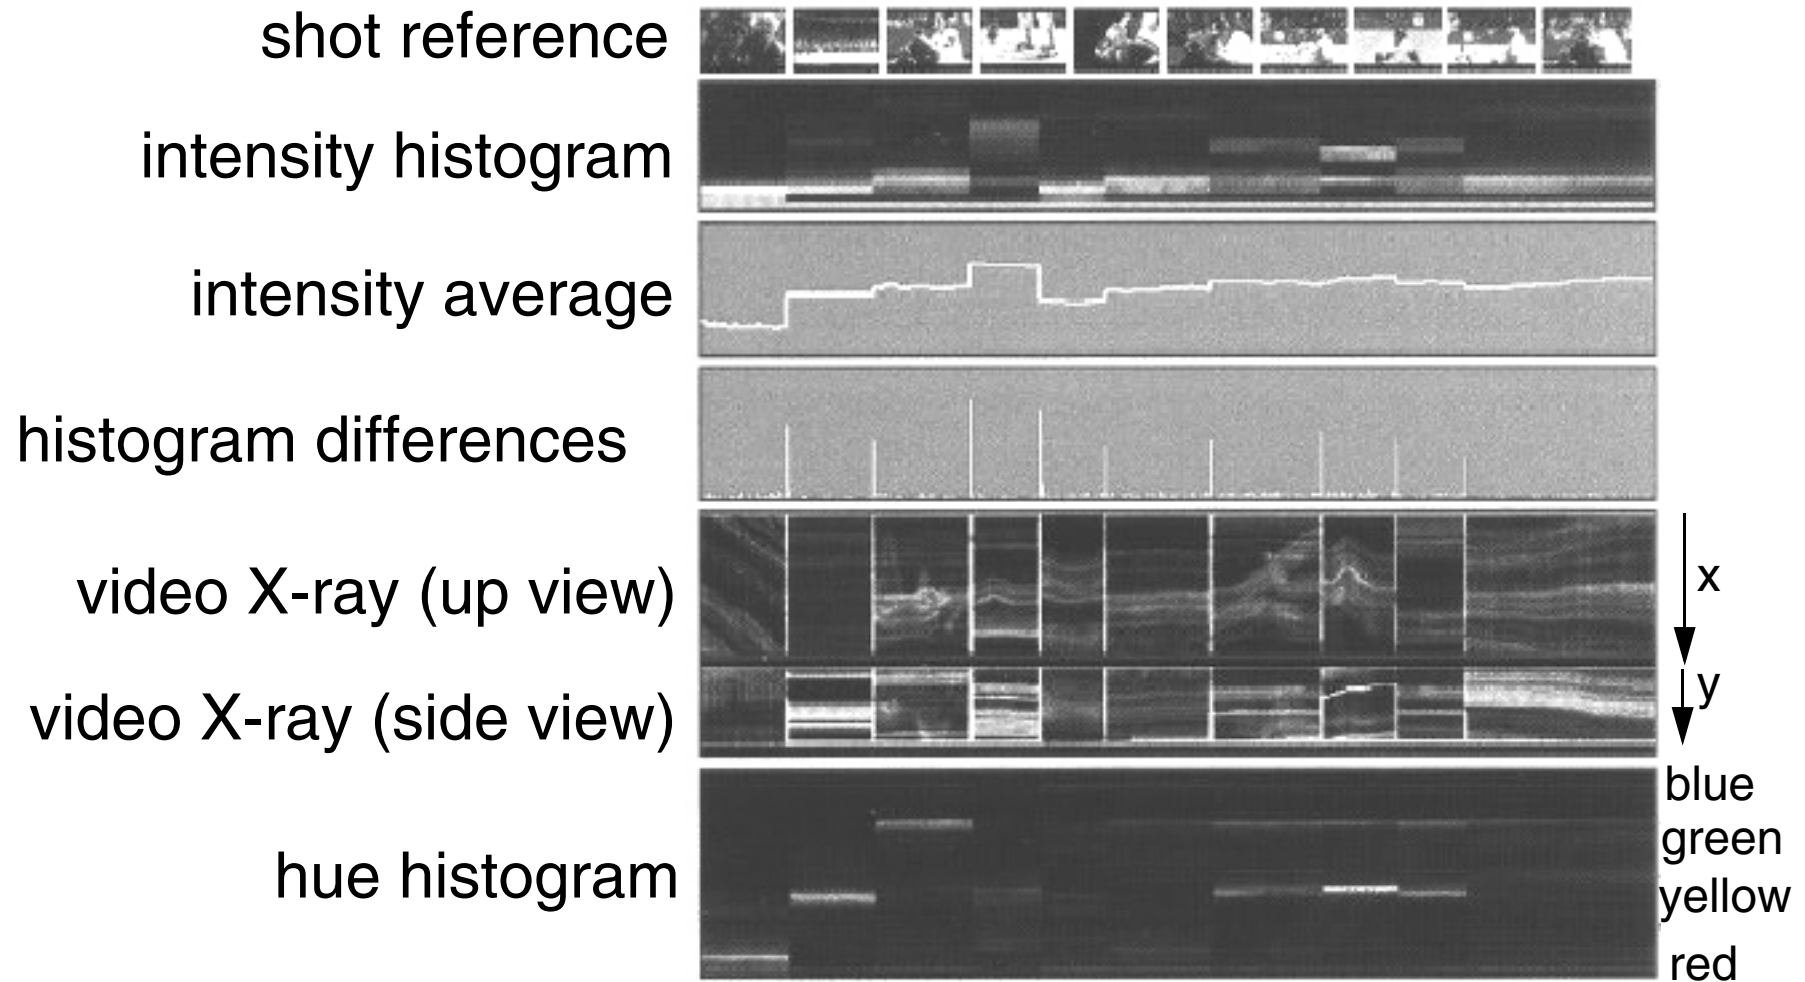 shot reference
intensity histogram
intensity average
histogram differences
video X-ray (up view)
x
video X-ray (side view)
y
hue histogram
blue
green
yellow
red